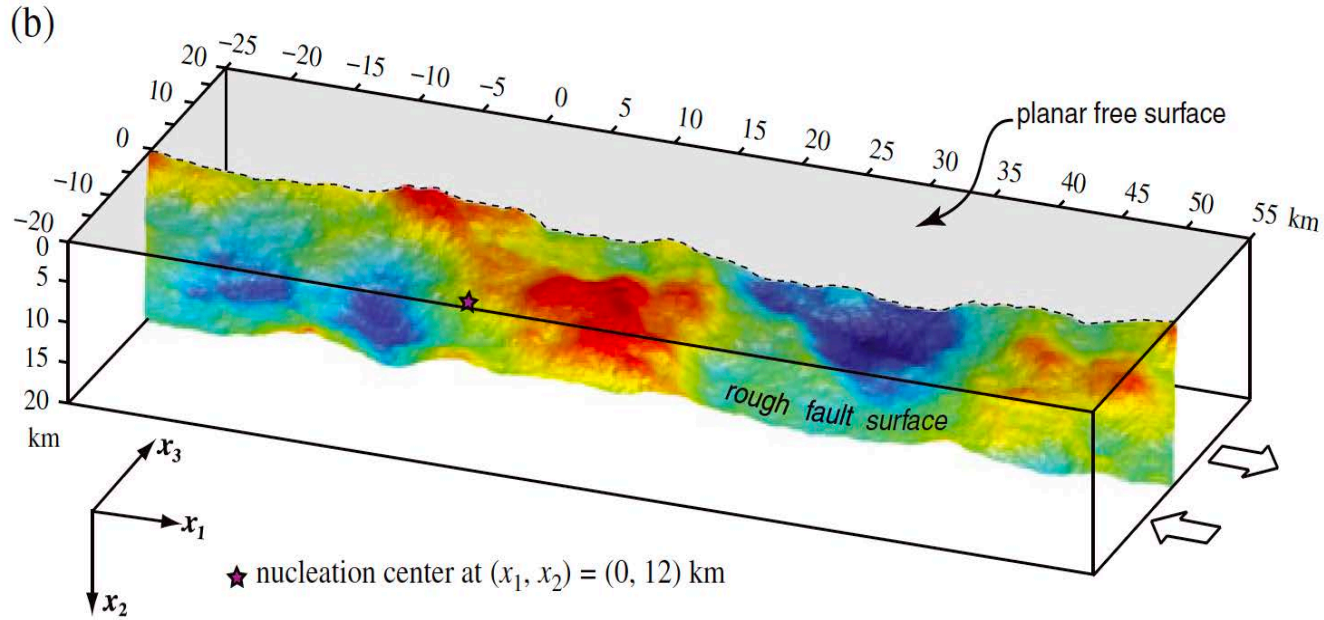 (b)
−25 −20 −15 −10 −5 0 5 10 15 20 25 30 35 40 45 50 55 km
20
10
0
−10
−20
planar free surface
0
5
10
15
20
km
rough fault surface
x3
x1
x2
nucleation center at (x1, x2) = (0, 12) km